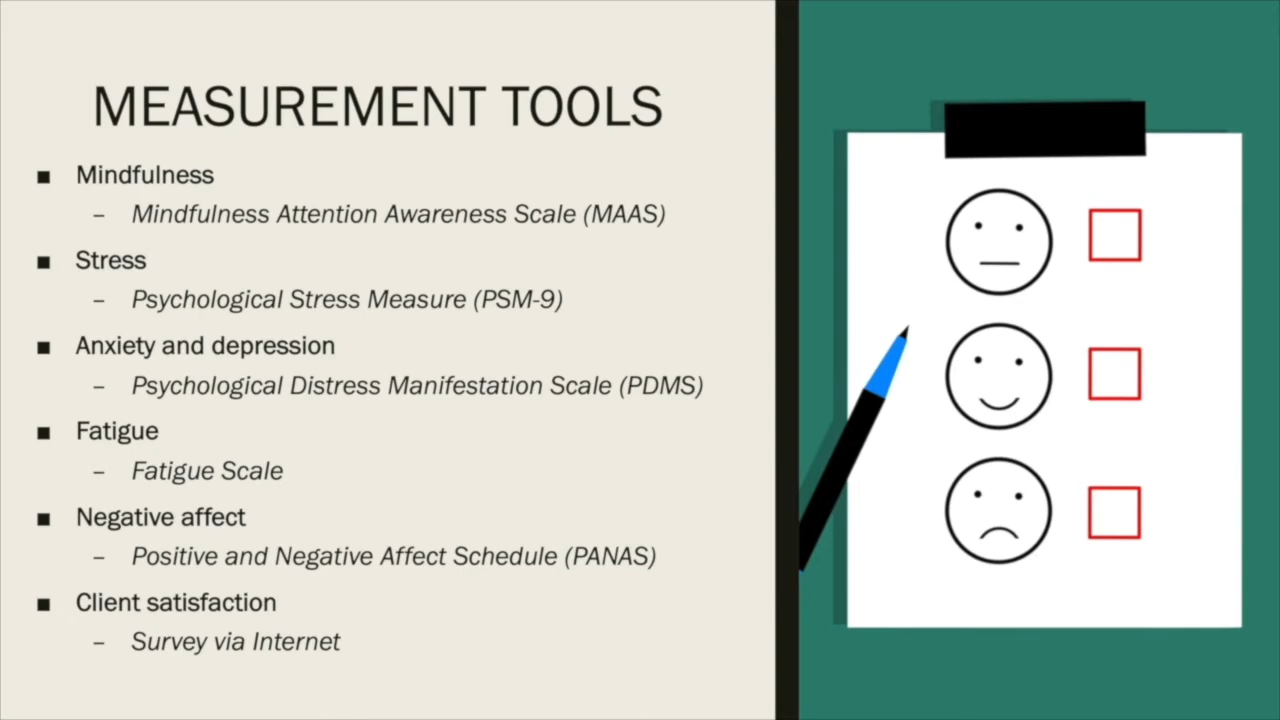 MEASUREMENT TOOLS
■ Mindfulness
– Mindfulness Attention Awareness Scale (MAAS)
■ Stress
– Psychological Stress Measure (PSM-9)
■ Anxiety and depression
– Psychological Distress Manifestation Scale (PDMS)
■ Fatigue
– Fatigue Scale
■ Negative affect
– Positive and Negative Affect Schedule (PANAS)
■ Client satisfaction
– Survey via Internet